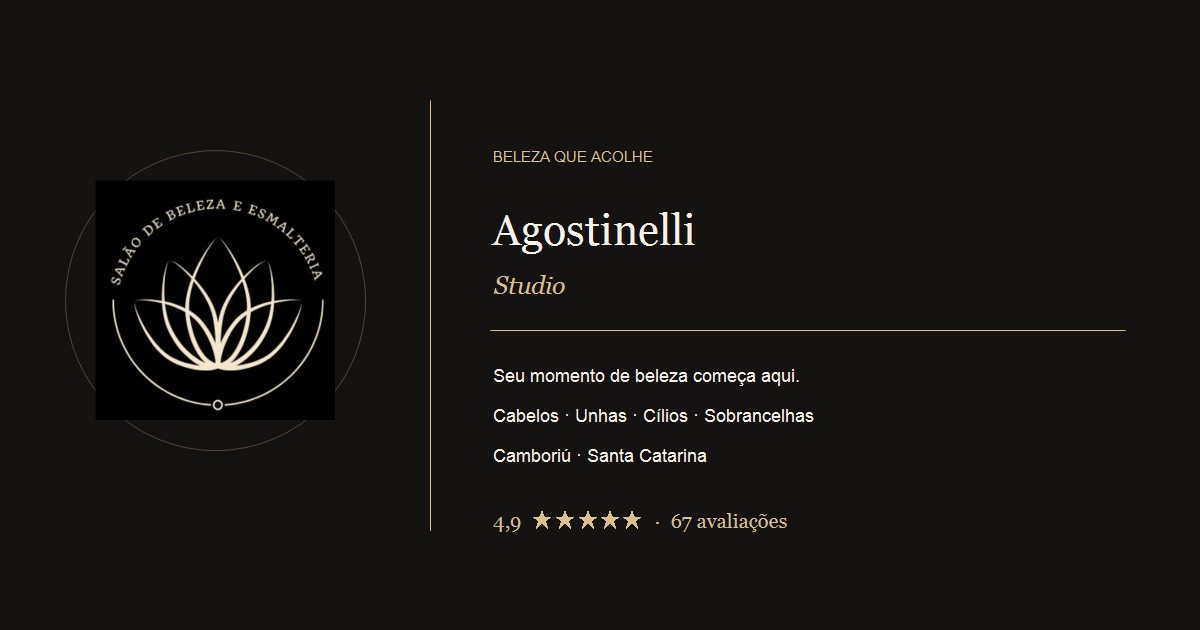 SALÃO DE BELEZA E ESMALTERIA
BELEZA QUE ACOLHE
Agostinelli
Studio
Seu momento de beleza começa aqui.
Cabelos · Unhas · Cílios · Sobrancelhas
Camboriú · Santa Catarina
4,9 ★★★★★ · 67 avaliações